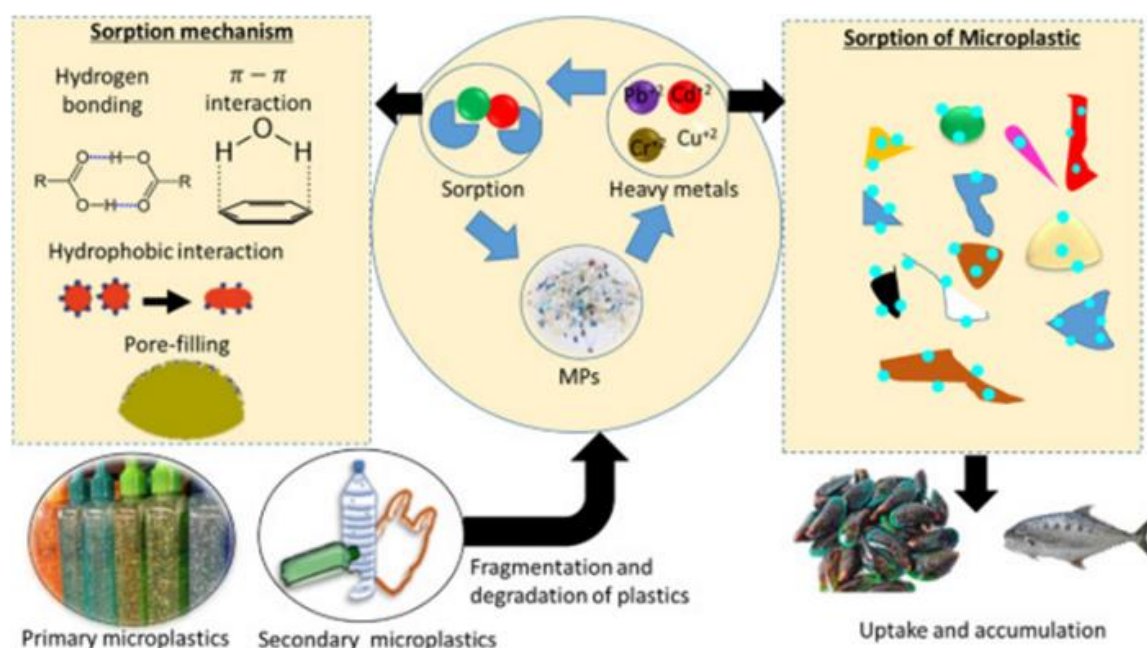 Sorption mechanism
Hydrogen
bonding
π − π
interaction
O
H H
O H O
R R
O H O
Hydrophobic interaction
Pore-filling
Sorption
Pb+2 Cd+2
Cr+2 Cu+2
Heavy metals
MPs
Sorption of Microplastic
Primary microplastics
Secondary microplastics
Fragmentation and
degradation of plastics
Uptake and accumulation